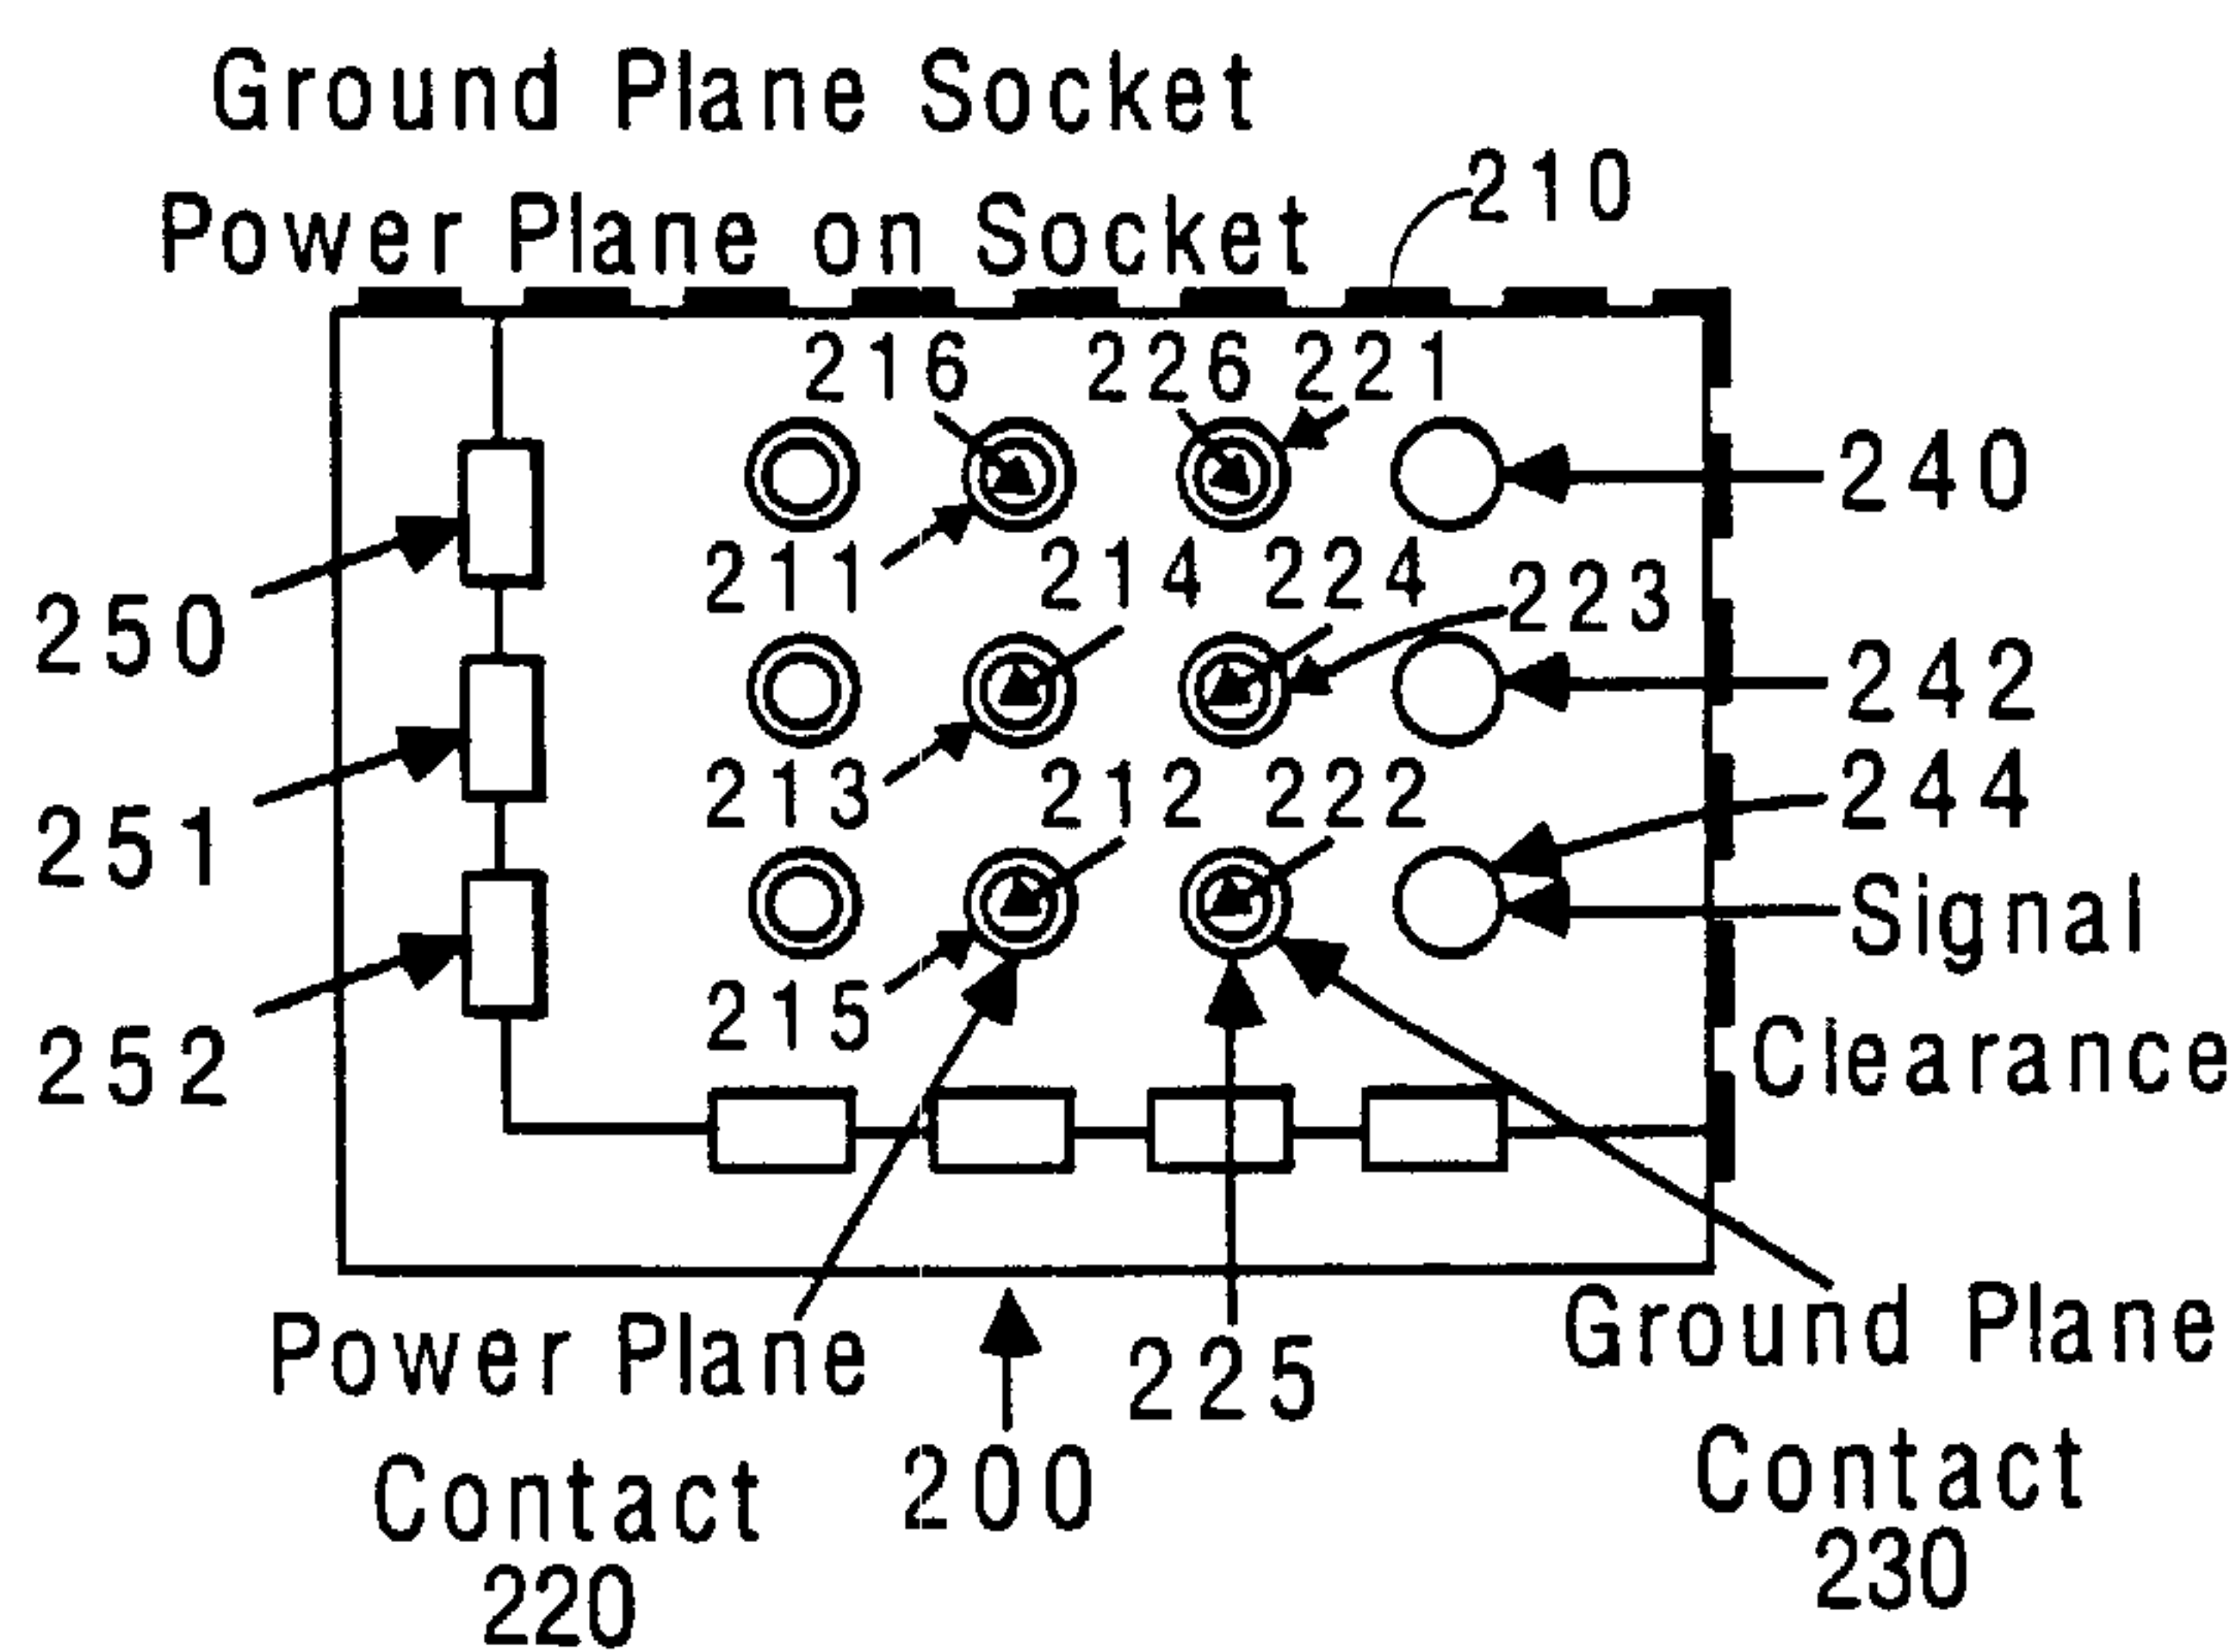 Ground Plane Socket
210
Power Plane on Socket
216 226 221
240
211 214 224 223
250
242
213 212 222 244
251
Signal
215
252 Clearance
Power Plane 225 Ground Plane
Contact 200 Contact
220 230